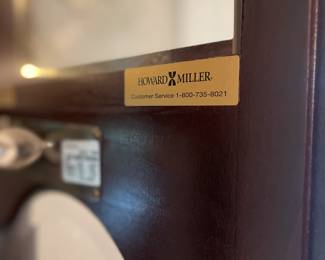 HOWARD MILLER
Customer Service 1-800-735-8021